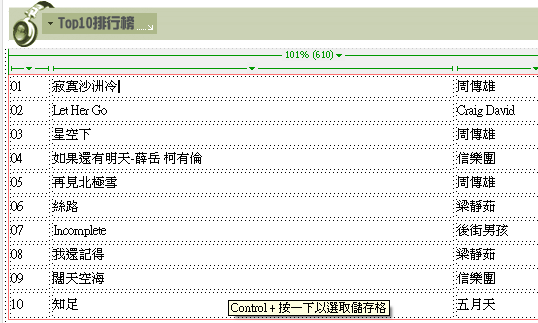 Top10排行榜
101% (610)
01 寂寞沙洲冷 周傳雄
02 Let Her Go Craig David
03 星空下 周傳雄
04 如果還有明天-薛岳 柯有倫 信樂團
05 再見北極雪 周傳雄
06 絲路 梁靜茹
07 Incomplete 後街男孩
08 我還記得 梁靜茹
09 闊天空海 信樂團
10 知足 五月天
Control + 按一下以選取儲存格